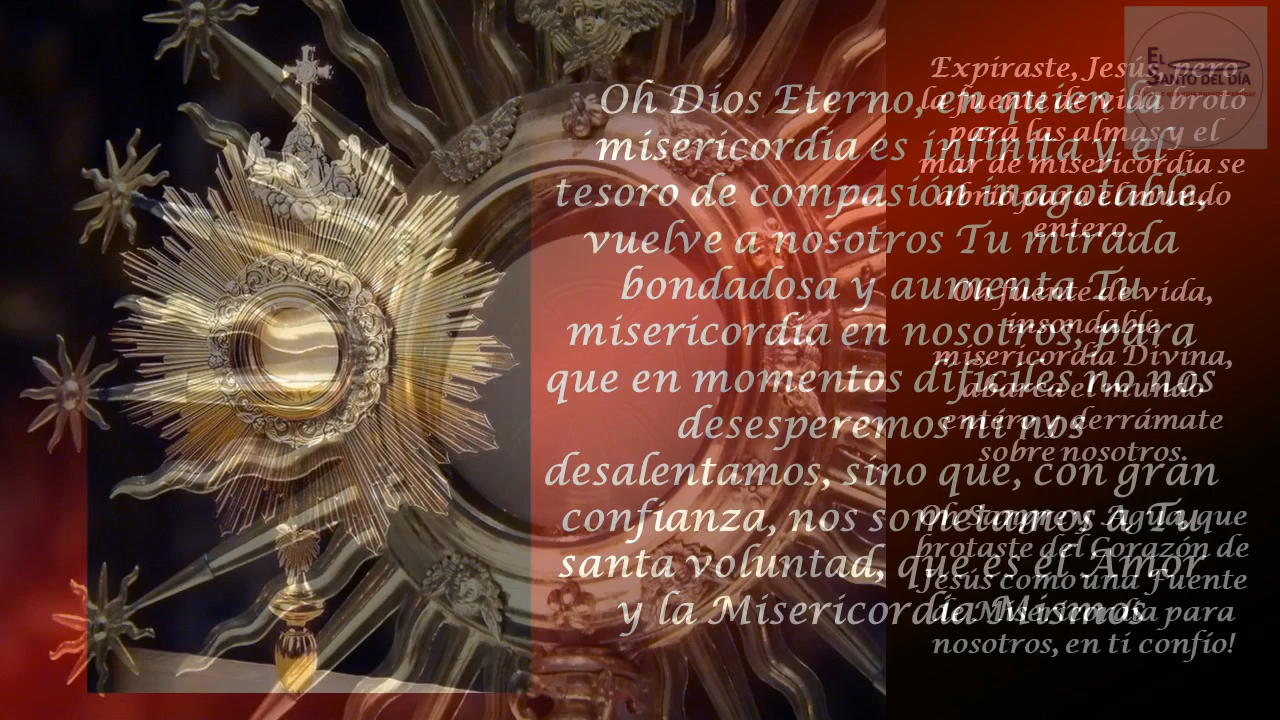 Oh Dios Eterno, en quien la
misericordia es infinita y el
tesoro de compasión inagotable,
vuelve a nosotros Tu mirada
bondadosa y aumenta Tu
misericordia en nosotros, para
que en momentos difíciles no nos
desesperemos ni nos
desalentamos, sino que, con gran
confianza, nos sometamos A Tu
santa voluntad, que es el Amor
y la Misericordia Mismos
Expiraste, Jesús, pero
la fuente de vida brotó
para las almas y el
mar de misericordia se
abrió para el mundo
entero.
Oh fuente de vida,
insondable
misericordia Divina,
abarca el mundo
entero y derrámate
sobre nosotros.
Oh Sangre y Agua, que
brotaste del Corazón de
Jesús como una Fuente
de Misericordia para
nosotros, en ti confío!
EL
SANTO DEL DÍA